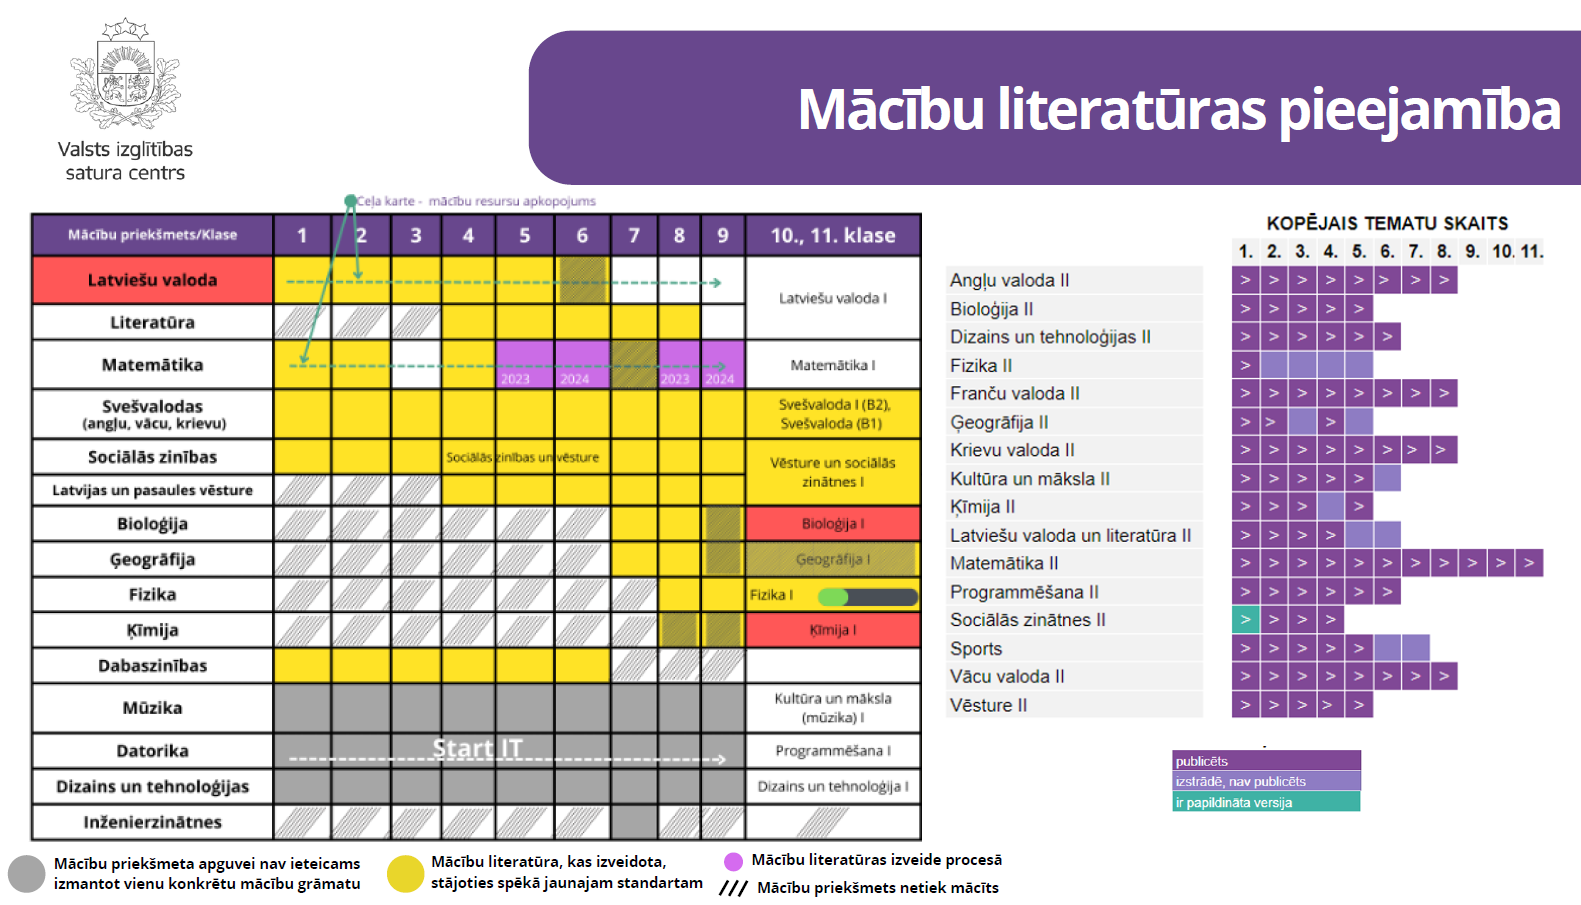 Valsts izglītības
satura centrs
Mācību literatūras pieejamība
Ceļa karte - mācību resursu apkopojums
Mācību priekšmets/Klase 1 2 3 4 5 6 7 8 9 10., 11. klase
Latviešu valoda
Latviešu valoda I
Literatūra
Matemātika
Matemātika I
2023 2024 2023 2024
Svešvalodas
(angļu, vācu, krievu)
Svešvaloda I (B2),
Svešvaloda (B1)
Sociālās zinības
Sociālās zinības un vēsture
Vēsture un sociālās
zinātnes I
Latvijas un pasaules vēsture
Bioloģija
Bioloģija I
Ģeogrāfija
Ģeogrāfija I
Fizika
Fizika I
Ķīmija
Ķīmija I
Dabaszinības
Mūzika
Kultūra un māksla
(mūzika) I
Datorika
Start IT
Programmēšana I
Dizains un tehnoloģijas
Dizains un tehnoloģija I
Inženierzinātnes
Mācību priekšmeta apguvei nav ieteicams
izmantot vienu konkrētu mācību grāmatu
Mācību literatūra, kas izveidota,
stājoties spēkā jaunajam standartam
Mācību literatūras izveide procesā
Mācību priekšmets netiek mācīts
KOPĒJAIS TEMATU SKAITS
1. 2. 3. 4. 5. 6. 7. 8. 9. 10. 11.
Angļu valoda II > > > > > > > >
Bioloģija II > > > > >
Dizains un tehnoloģijas II > > > > > >
Fizika II >
Franču valoda II > > > > > > > >
Ģeogrāfija II > > >
Krievu valoda II > > > > > > > >
Kultūra un māksla II > > > > >
Ķīmija II > > > >
Latviešu valoda un literatūra II > > > >
Matemātika II > > > > > > > > > > >
Programmēšana II > > > > > >
Sociālās zinātnes II > > > >
Sports > > > > >
Vācu valoda II > > > > > > > >
Vēsture II > > > > >
publicēts
izstrādē, nav publicēts
ir papildināta versija